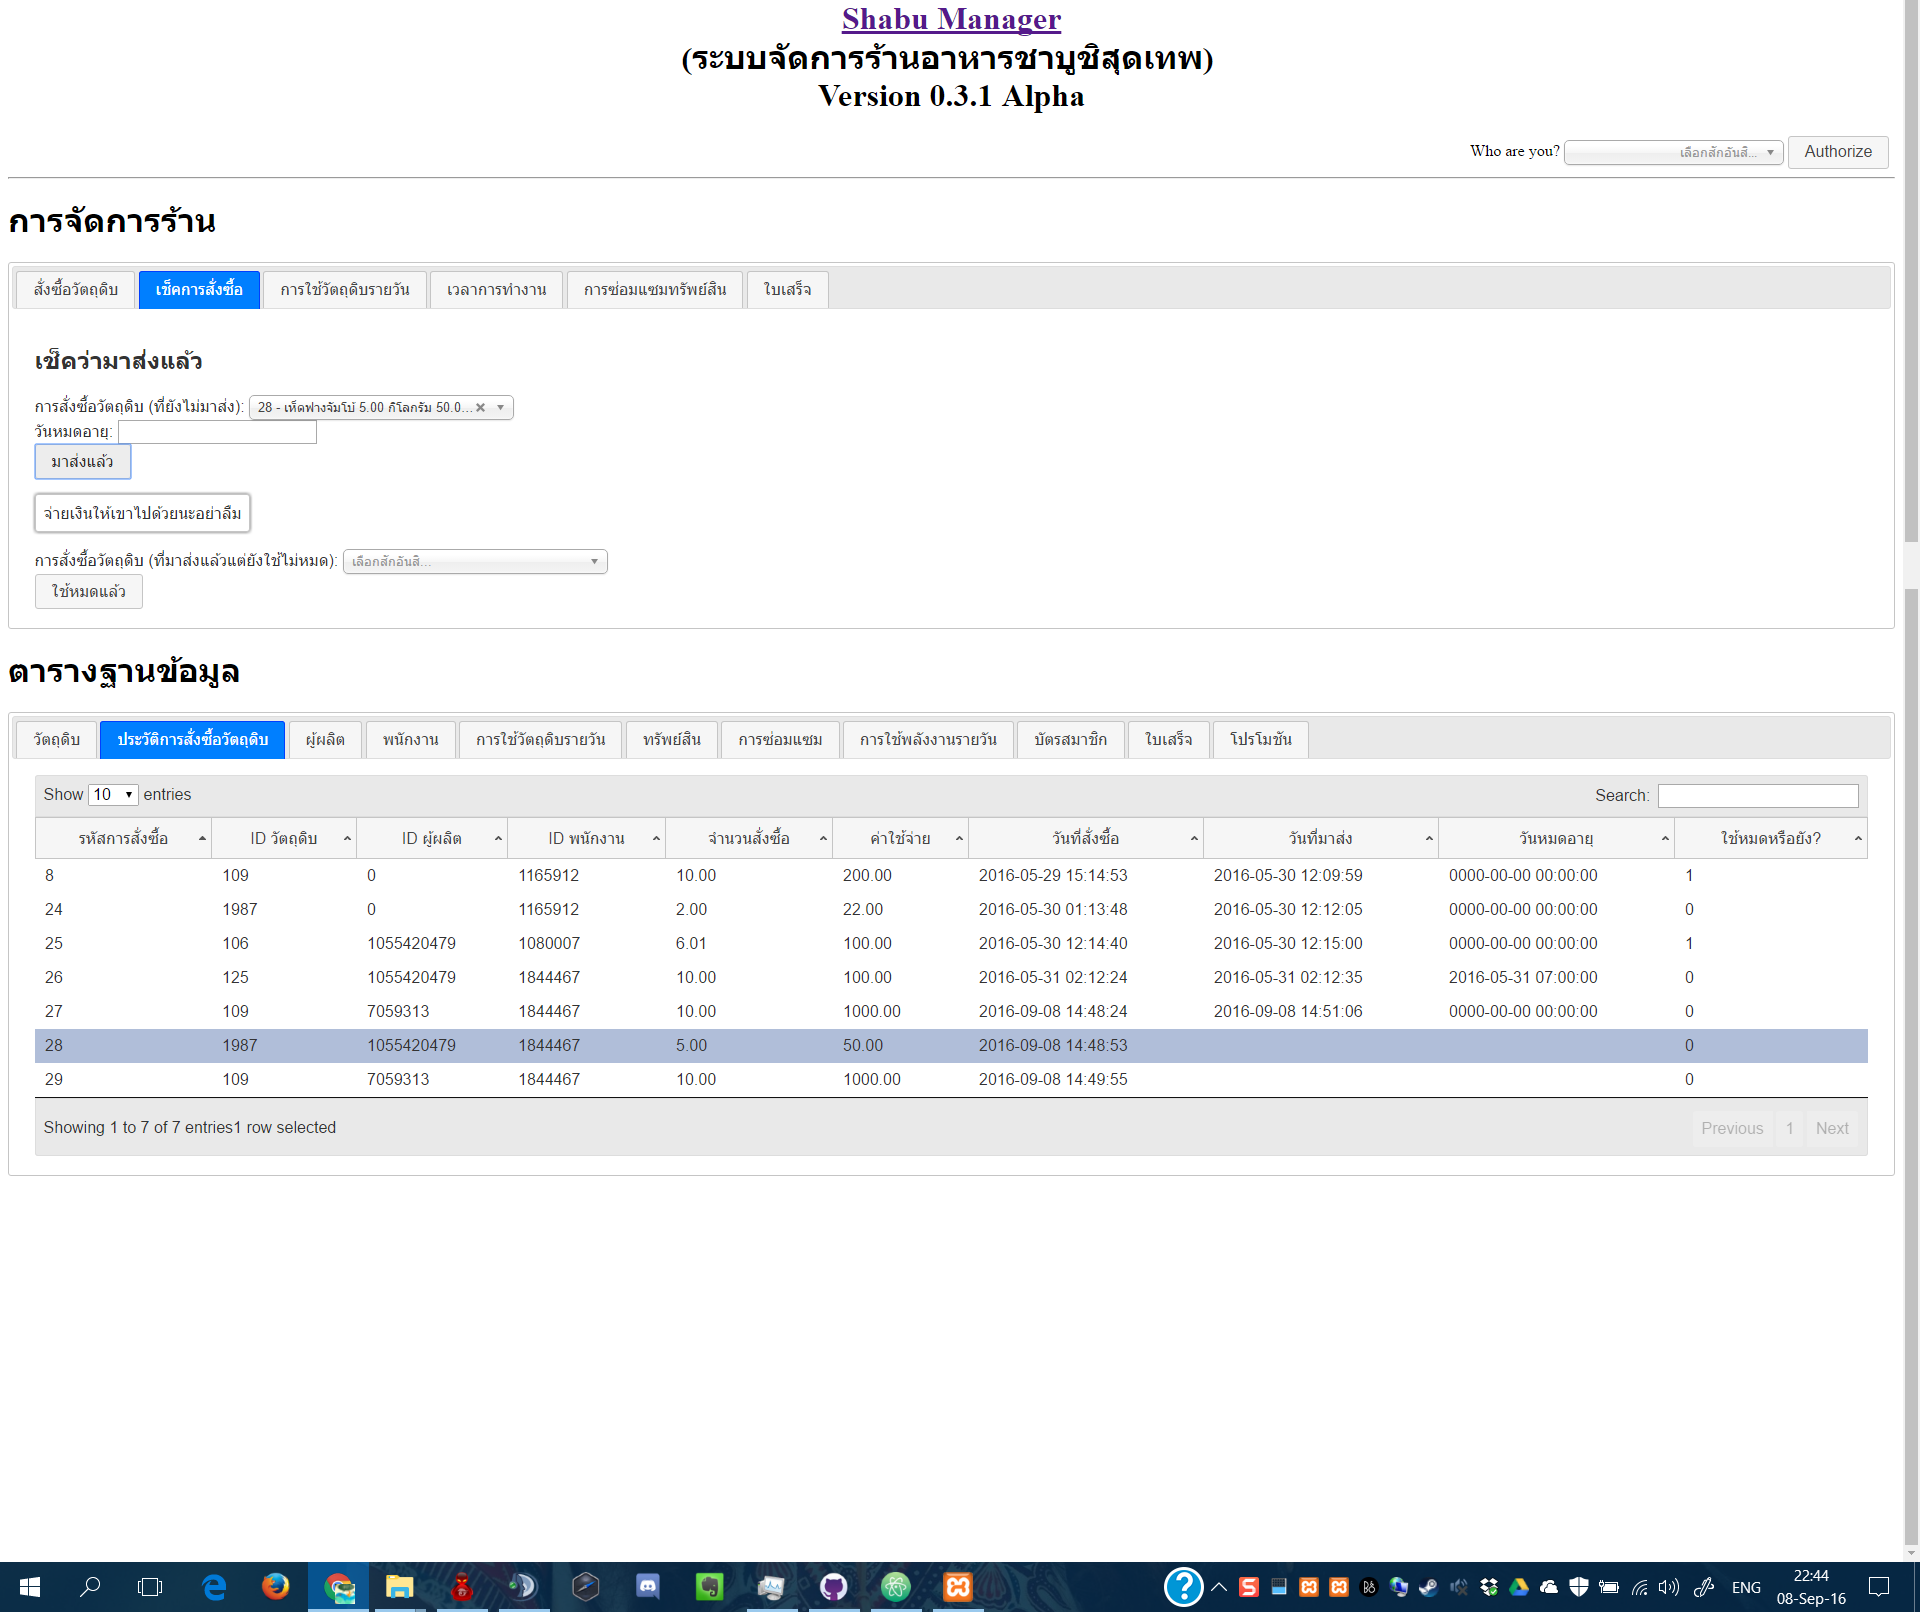 Shabu Manager
(ระบบจัดการร้านอาหารชาบูชิสุดเทพ)
Version 0.3.1 Alpha
Who are you? เลือกสักอันสิ... Authorize
การจัดการร้าน
สั่งซื้อวัตถุดิบ เช็คการสั่งซื้อ การใช้วัตถุดิบรายวัน เวลาการทำงาน การซ่อมแซมทรัพย์สิน ใบเสร็จ
เช็คว่ามาส่งแล้ว
การสั่งซื้อวัตถุดิบ (ที่ยังไม่มาส่ง): 28 - เห็ดฟางจัมโบ้ 5.00 กิโลกรัม 50.0...
วันหมดอายุ:
มาส่งแล้ว
จ่ายเงินให้เขาไปด้วยนะอย่าลืม
การสั่งซื้อวัตถุดิบ (ที่มาส่งแล้วแต่ยังใช้ไม่หมด): เลือกสักอันสิ...
ใช้หมดแล้ว
ตารางฐานข้อมูล
วัตถุดิบ ประวัติการสั่งซื้อวัตถุดิบ ผู้ผลิต พนักงาน การใช้วัตถุดิบรายวัน ทรัพย์สิน การซ่อมแซม การใช้พลังงานรายวัน บัตรสมาชิก ใบเสร็จ โปรโมชัน
Show 10 entries Search:
รหัสการสั่งซื้อ ID วัตถุดิบ ID ผู้ผลิต ID พนักงาน จำนวนสั่งซื้อ ค่าใช้จ่าย วันที่สั่งซื้อ วันที่มาส่ง วันหมดอายุ ใช้หมดหรือยัง?
8 109 0 1165912 10.00 200.00 2016-05-29 15:14:53 2016-05-30 12:09:59 0000-00-00 00:00:00 1
24 1987 0 1165912 2.00 22.00 2016-05-30 01:13:48 2016-05-30 12:12:05 0000-00-00 00:00:00 0
25 106 1055420479 1080007 6.01 100.00 2016-05-30 12:14:40 2016-05-30 12:15:00 0000-00-00 00:00:00 1
26 125 1055420479 1844467 10.00 100.00 2016-05-31 02:12:24 2016-05-31 02:12:35 2016-05-31 07:00:00 0
27 109 7059313 1844467 10.00 1000.00 2016-09-08 14:48:24 2016-09-08 14:51:06 0000-00-00 00:00:00 0
28 1987 1055420479 1844467 5.00 50.00 2016-09-08 14:48:53 0
29 109 7059313 1844467 10.00 1000.00 2016-09-08 14:49:55 0
Showing 1 to 7 of 7 entries1 row selected Previous 1 Next
ENG
22:44
08-Sep-16